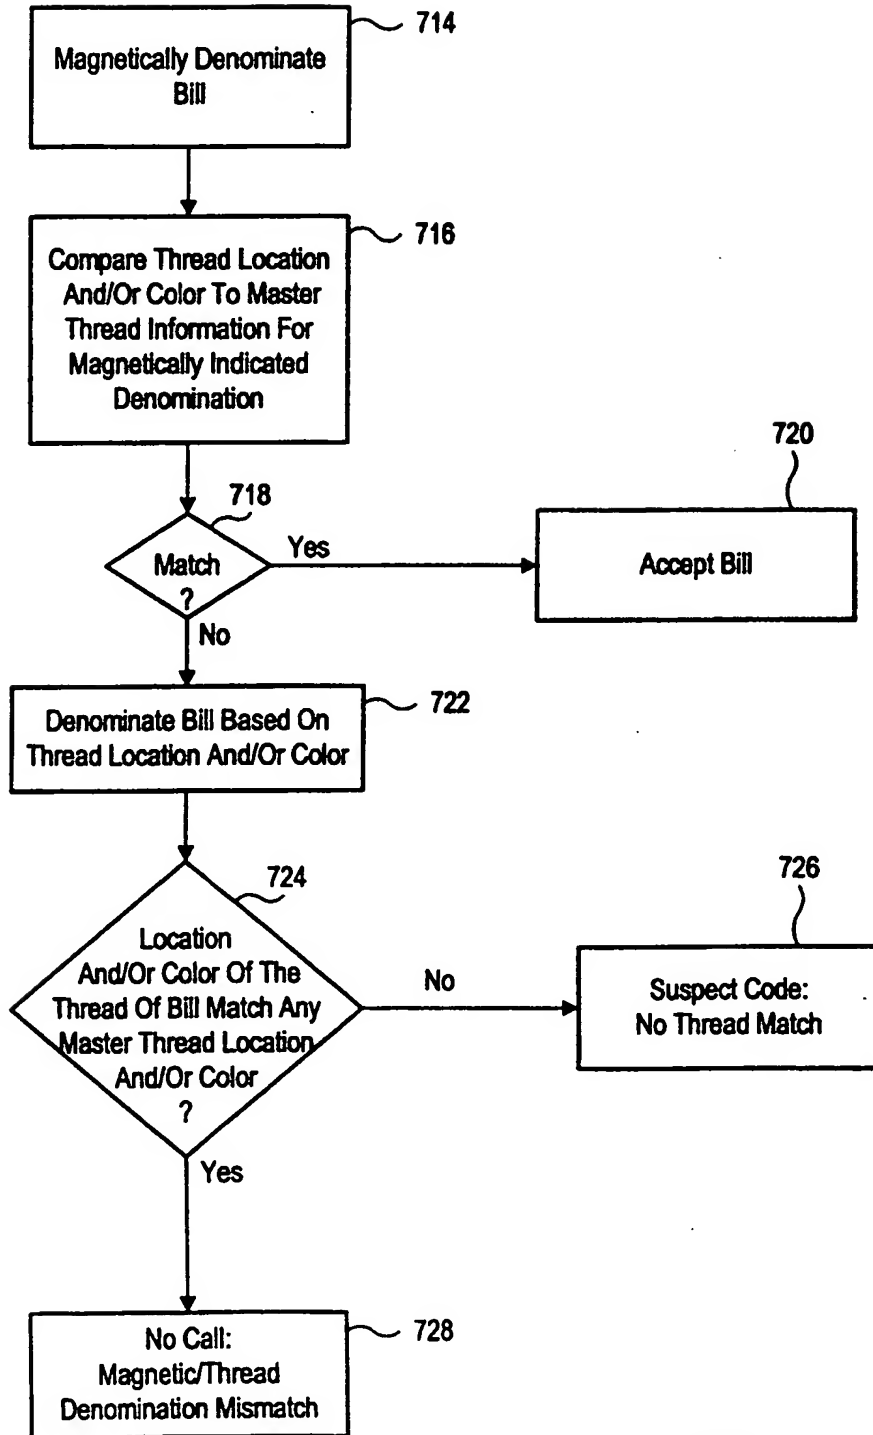 714
Magnetically Denominate
Bill
716
Compare Thread Location
And/Or Color To Master
Thread Information For
Magnetically Indicated
Denomination
718
Match
?
Yes
720
Accept Bill
No
722
Denominate Bill Based On
Thread Location And/Or Color
724
Location
And/Or Color Of The
Thread Of Bill Match Any
Master Thread Location
And/Or Color
?
No
726
Suspect Code:
No Thread Match
Yes
728
No Call:
Magnetic/Thread
Denomination Mismatch